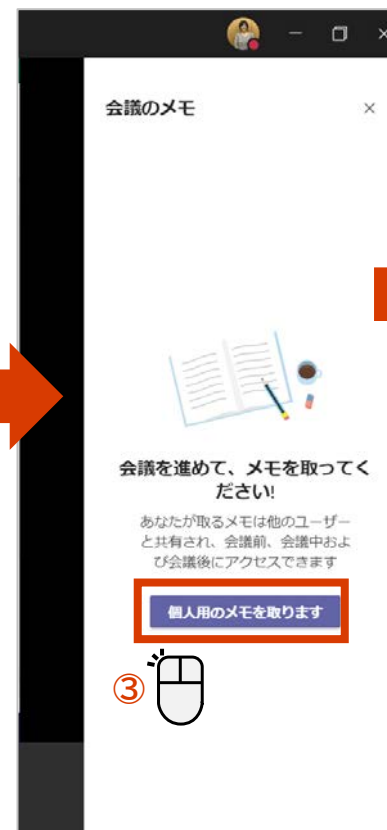 会議のメモ
会議を進めて、メモを取ってく
ださい!
あなたが取るメモは他のユーザー
と共有され、会議前、会議中およ
び会議後にアクセスできます
個人用のメモを取ります
③